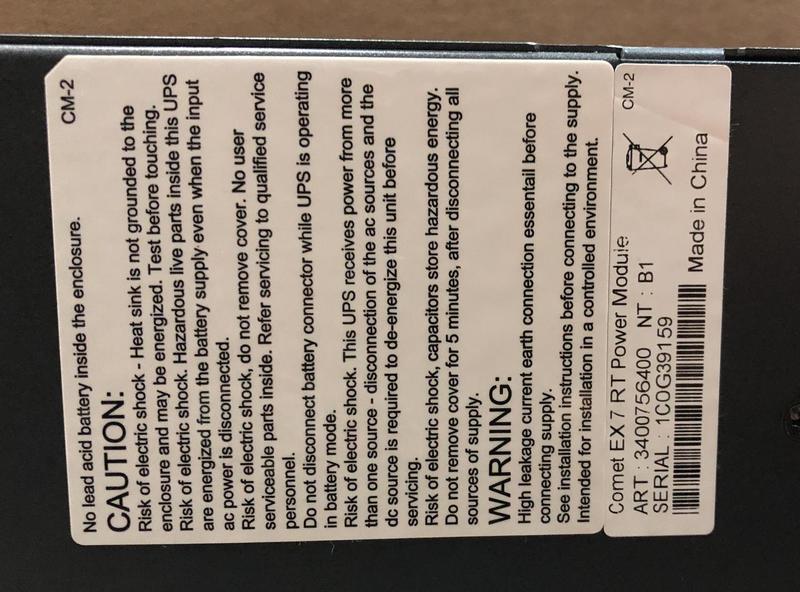 No lead acid battery inside the enclosure. CM-2
CAUTION:
Risk of electric shock - Heat sink is not grounded to the
enclosure and may be energized. Test before touching.
Risk of electric shock. Hazardous live parts inside this UPS
are energized from the battery supply even when the input
ac power is disconnected.
Risk of electric shock, do not remove cover. No user
serviceable parts inside. Refer servicing to qualified service
personnel.
Do not disconnect battery connector while UPS is operating
in battery mode.
Risk of electric shock. This UPS receives power from more
than one source - disconnection of the ac sources and the
dc source is required to de-energize this unit before
servicing.
Risk of electric shock, capacitors store hazardous energy.
Do not remove cover for 5 minutes, after disconnecting all
sources of supply.
WARNING:
High leakage current earth connection essentail before
connecting supply.
See installation instructions before connecting to the supply.
Intended for installation in a controlled environment.
Comet EX 7 RT Power Module CM-2
ART : 3400756400 NT : B1
SERIAL : 1C0G39159
Made in China